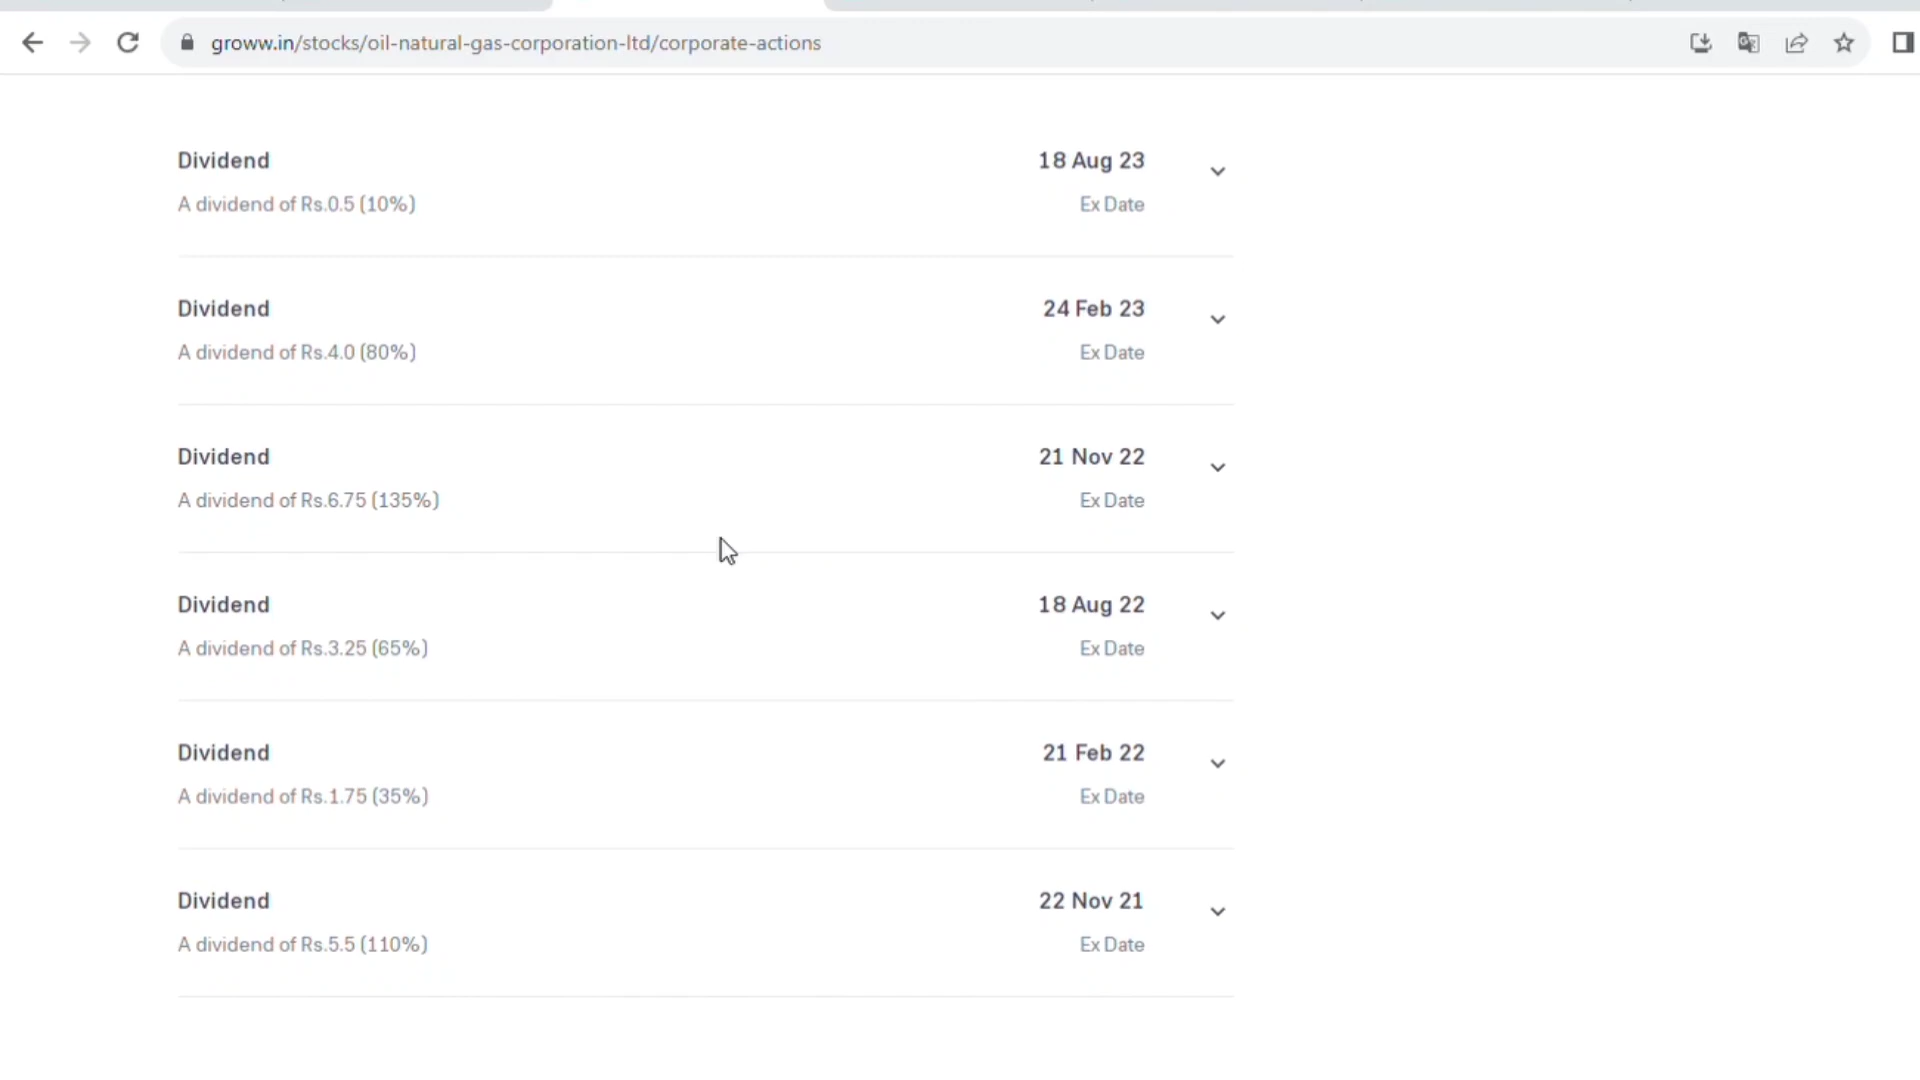 groww.in/stocks/oil-natural-gas-corporation-ltd/corporate-actions
Dividend
18 Aug 23
A dividend of Rs.0.5 (10%)
Ex Date
Dividend
24 Feb 23
A dividend of Rs.4.0 (80%)
Ex Date
Dividend
21 Nov 22
A dividend of Rs.6.75 (135%)
Ex Date
Dividend
18 Aug 22
A dividend of Rs.3.25 (65%)
Ex Date
Dividend
21 Feb 22
A dividend of Rs.1.75 (35%)
Ex Date
Dividend
22 Nov 21
A dividend of Rs.5.5 (110%)
Ex Date